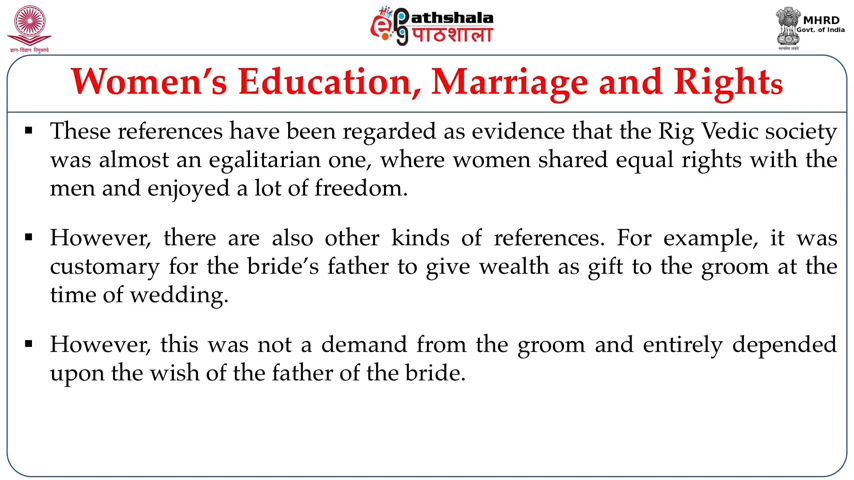 ePathshala
पाठशाला
MHRD
Govt. of India
ज्ञान-विज्ञान विमुक्तये
Women's Education, Marriage and Rights
▪ These references have been regarded as evidence that the Rig Vedic society
was almost an egalitarian one, where women shared equal rights with the
men and enjoyed a lot of freedom.
▪ However, there are also other kinds of references. For example, it was
customary for the bride's father to give wealth as gift to the groom at the
time of wedding.
▪ However, this was not a demand from the groom and entirely depended
upon the wish of the father of the bride.